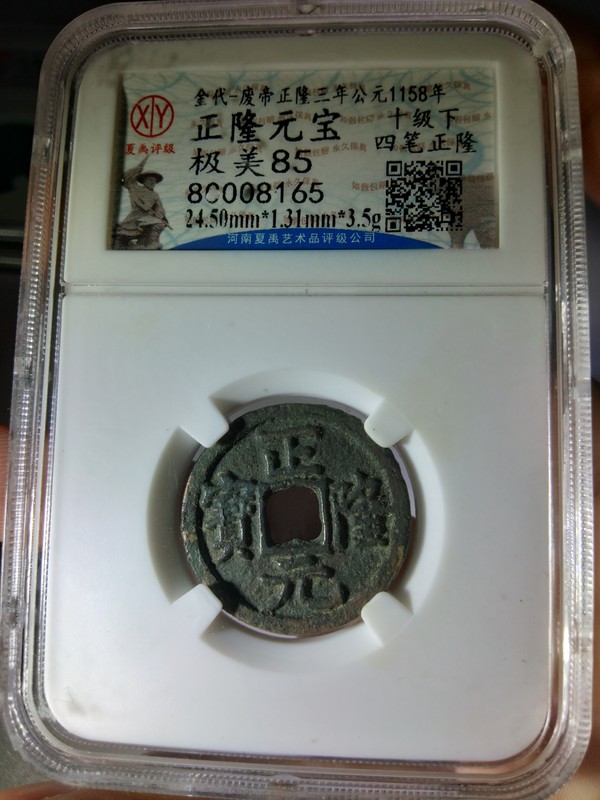 金代-废帝正隆三年公元1158年
正隆元宝 十级下
极美85 四笔正隆
80008165
24.50mm*1.31mm*3.5g
XY
夏禹评级
河南夏禹艺术品评级公司
正隆元寶